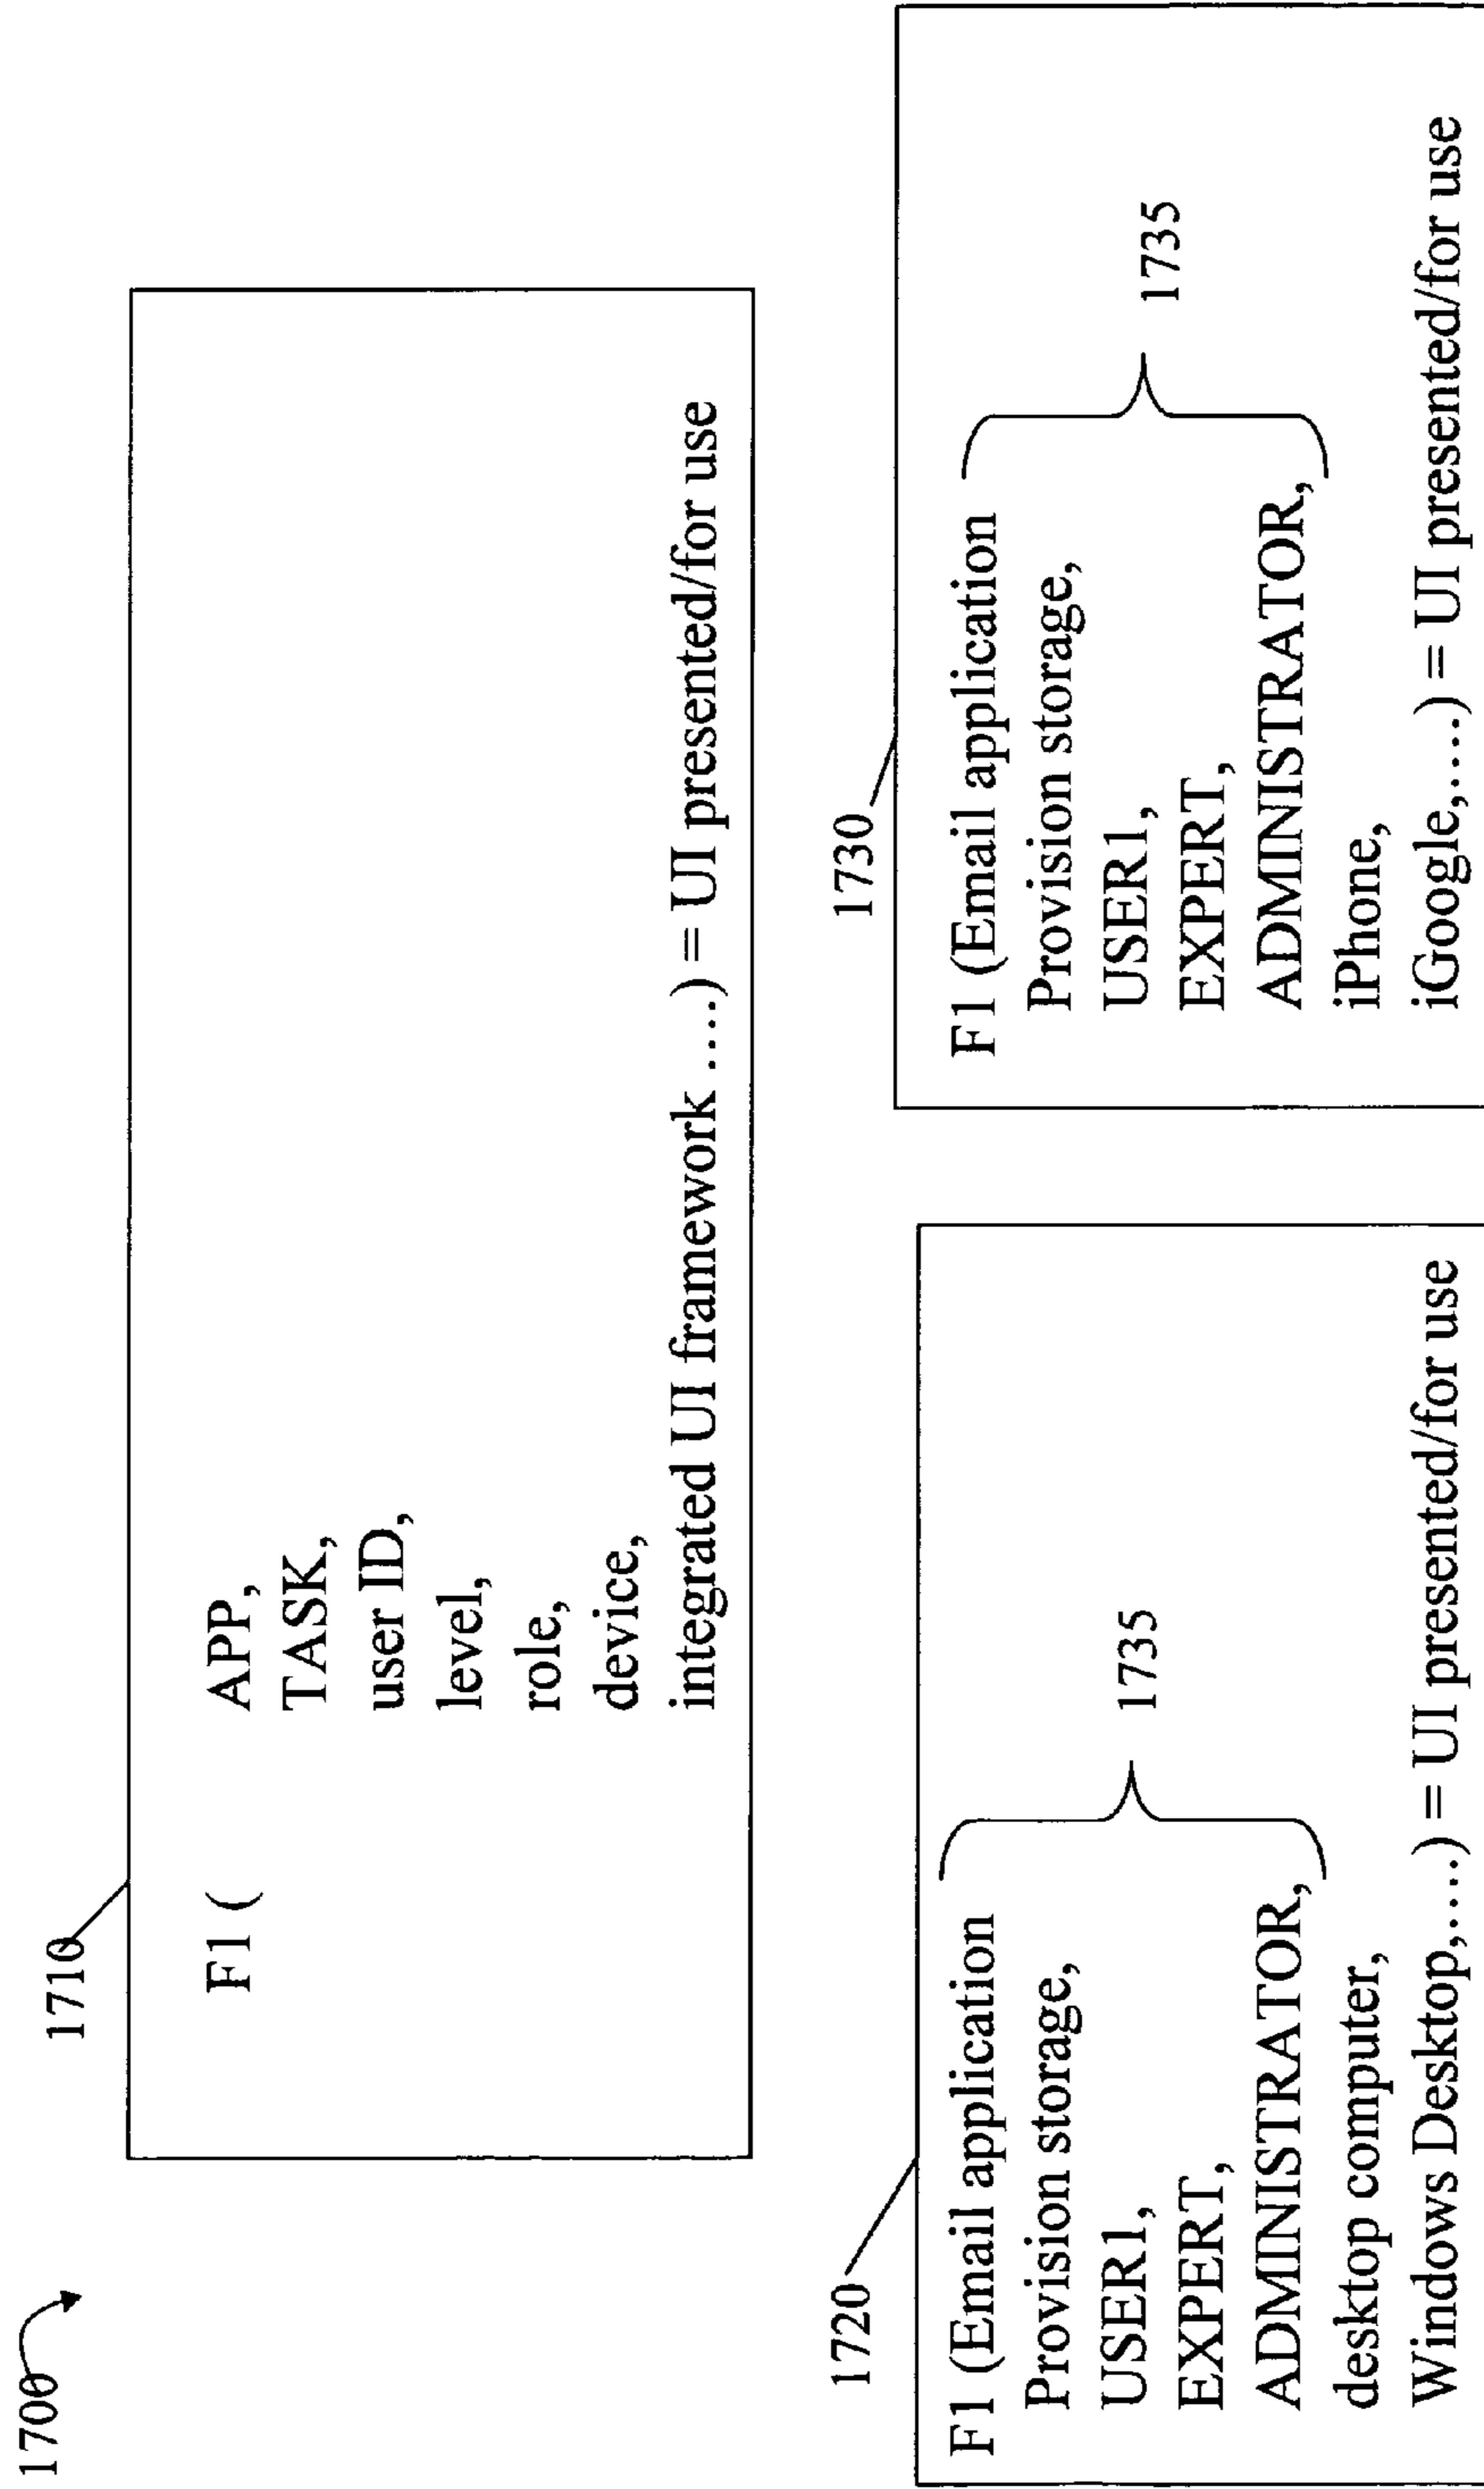 1700
1710
F1 ( APP,
TASK,
user ID,
level,
role,
device,
integrated UI framework ....) = UI presented/for use
1720
F1 (Email application
Provision storage,
USER1,
EXPERT,
ADMINISTRATOR,
1735
desktop computer,
Windows Desktop,....) = UI presented/for use
1730
F1 (Email application
Provision storage,
USER1,
EXPERT,
ADMINISTRATOR,
1735
iPhone,
iGoogle,....) = UI presented/for use